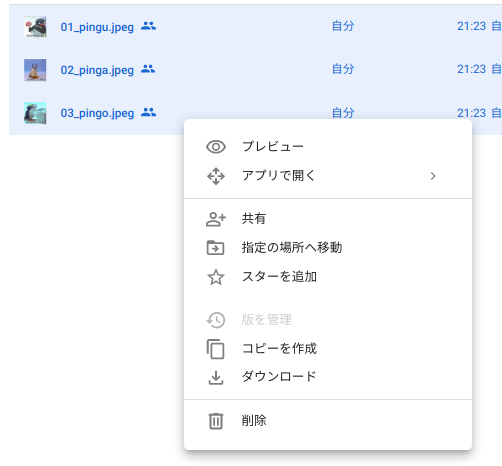 01_pingu.jpeg 自分 21:23 自
02_pinga.jpeg 自分 21:23 自
03_pingo.jpeg 自分 21:23 自
プレビュー
アプリで開く
共有
指定の場所へ移動
スターを追加
版を管理
コピーを作成
ダウンロード
削除